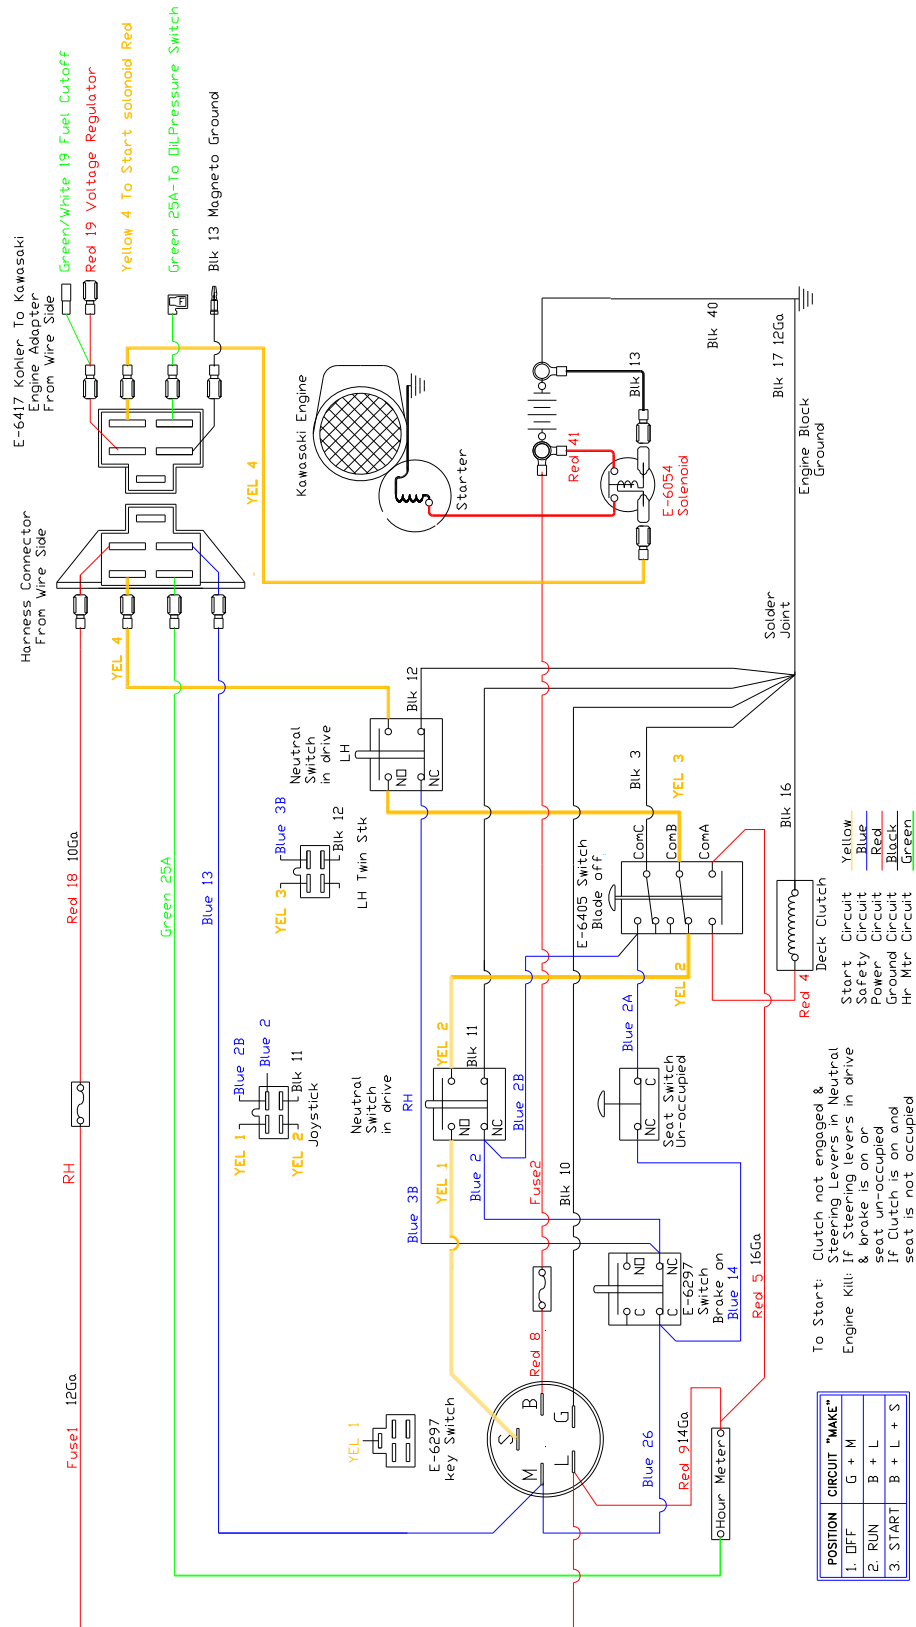 E-6417 Kohler To Kawasaki
Engine Adapter
From Wire Side
Green/White 19 Fuel Cutoff
Red 19 Voltage Regulator
Yellow 4 To Start solonoid Red
Green 25A-To OiLPressure Switch
Blk 13 Magneto Ground
Harness Connector
From Wire Side
YEL 4
YEL 4
Kawasaki Engine
Starter
Red 41
E-6054
Solenoid
Blk 13
Blk 40
Blk 17 12Ga
Engine Block
Ground
Solder
Joint
Red 18 10Ga
Green 25A
Blue 13
Neutral
Switch
in drive
LH
NO
NC
Blk 12
Blue 3B
Blk 12
YEL 3
LH Twin Stk
Blk 3
YEL 3
Blk 16
E-6405 Switch
Blade off
ComC
ComB
ComA
Deck Clutch
Red 4
YEL 2
Blue 2A
Blue 2B
Blue 2
Blk 11
YEL 1
YEL 2
Joystick
Neutral
Switch
in drive
RH
YEL 2
Blk 11
NO
NC
Blue 2B
Seat Switch
Un-occupied
C
NC
RH
Blue 3B
YEL 1
Blue 2
Fuse2
Blk 10
NO
NC
C
C
E-6297
Switch
Brake on
Blue 14
Red 5 16Ga
Fuse1 12Ga
Red 8
YEL 1
E-6297
key Switch
B
S
G
M
L
Blue 26
Red 914Ga
Hour Meter
Start Circuit Yellow
Safety Circuit Blue
Power Circuit Red
Ground Circuit Black
Hr Mtr Circuit Green
To Start: Clutch not engaged &
Steering Levers in Neutral
Engine Kill: If Steering levers in drive
& brake is on or
seat un-occupied
If Clutch is on and
seat is not occupied
POSITION CIRCUIT "MAKE"
1. OFF G + M
2. RUN B + L
3. START B + L + S